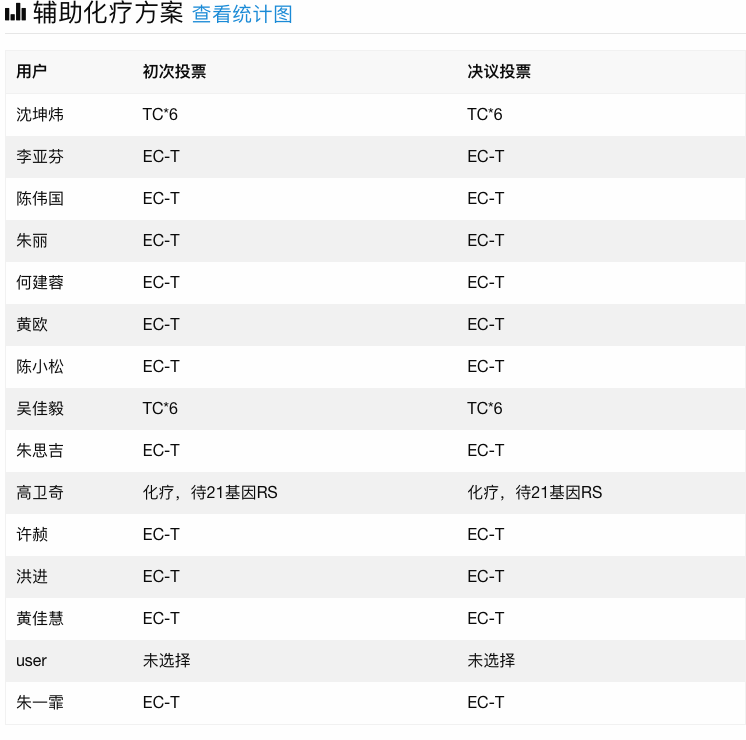 辅助化疗方案 查看统计图
用户 初次投票 决议投票
沈坤炜 TC*6 TC*6
李亚芬 EC-T EC-T
陈伟国 EC-T EC-T
朱丽 EC-T EC-T
何建蓉 EC-T EC-T
黄欧 EC-T EC-T
陈小松 EC-T EC-T
吴佳毅 TC*6 TC*6
朱思吉 EC-T EC-T
高卫奇 化疗，待21基因RS 化疗，待21基因RS
许赪 EC-T EC-T
洪进 EC-T EC-T
黄佳慧 EC-T EC-T
user 未选择 未选择
朱一霏 EC-T EC-T